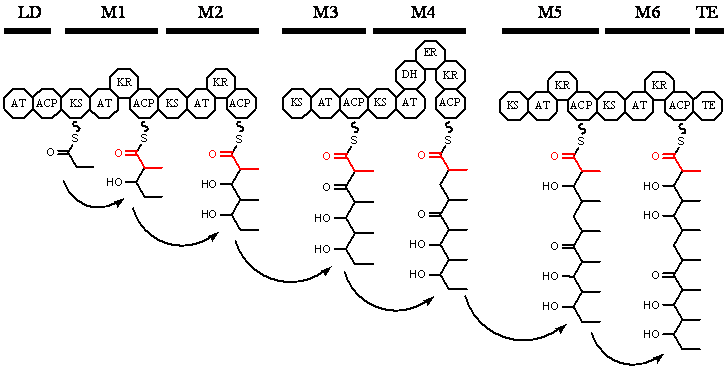 LD M1 M2 M3 M4 M5 M6 TE
ER
KR KR DH KR KR KR
AT ACP KS AT ACP KS AT ACP KS AT ACP KS AT ACP KS AT ACP KS AT ACP TE
S S S S S S S
O O O O O O O
HO HO O HO HO
HO O HO
HO O HO
HO HO O
HO HO HO O
HO HO
HO